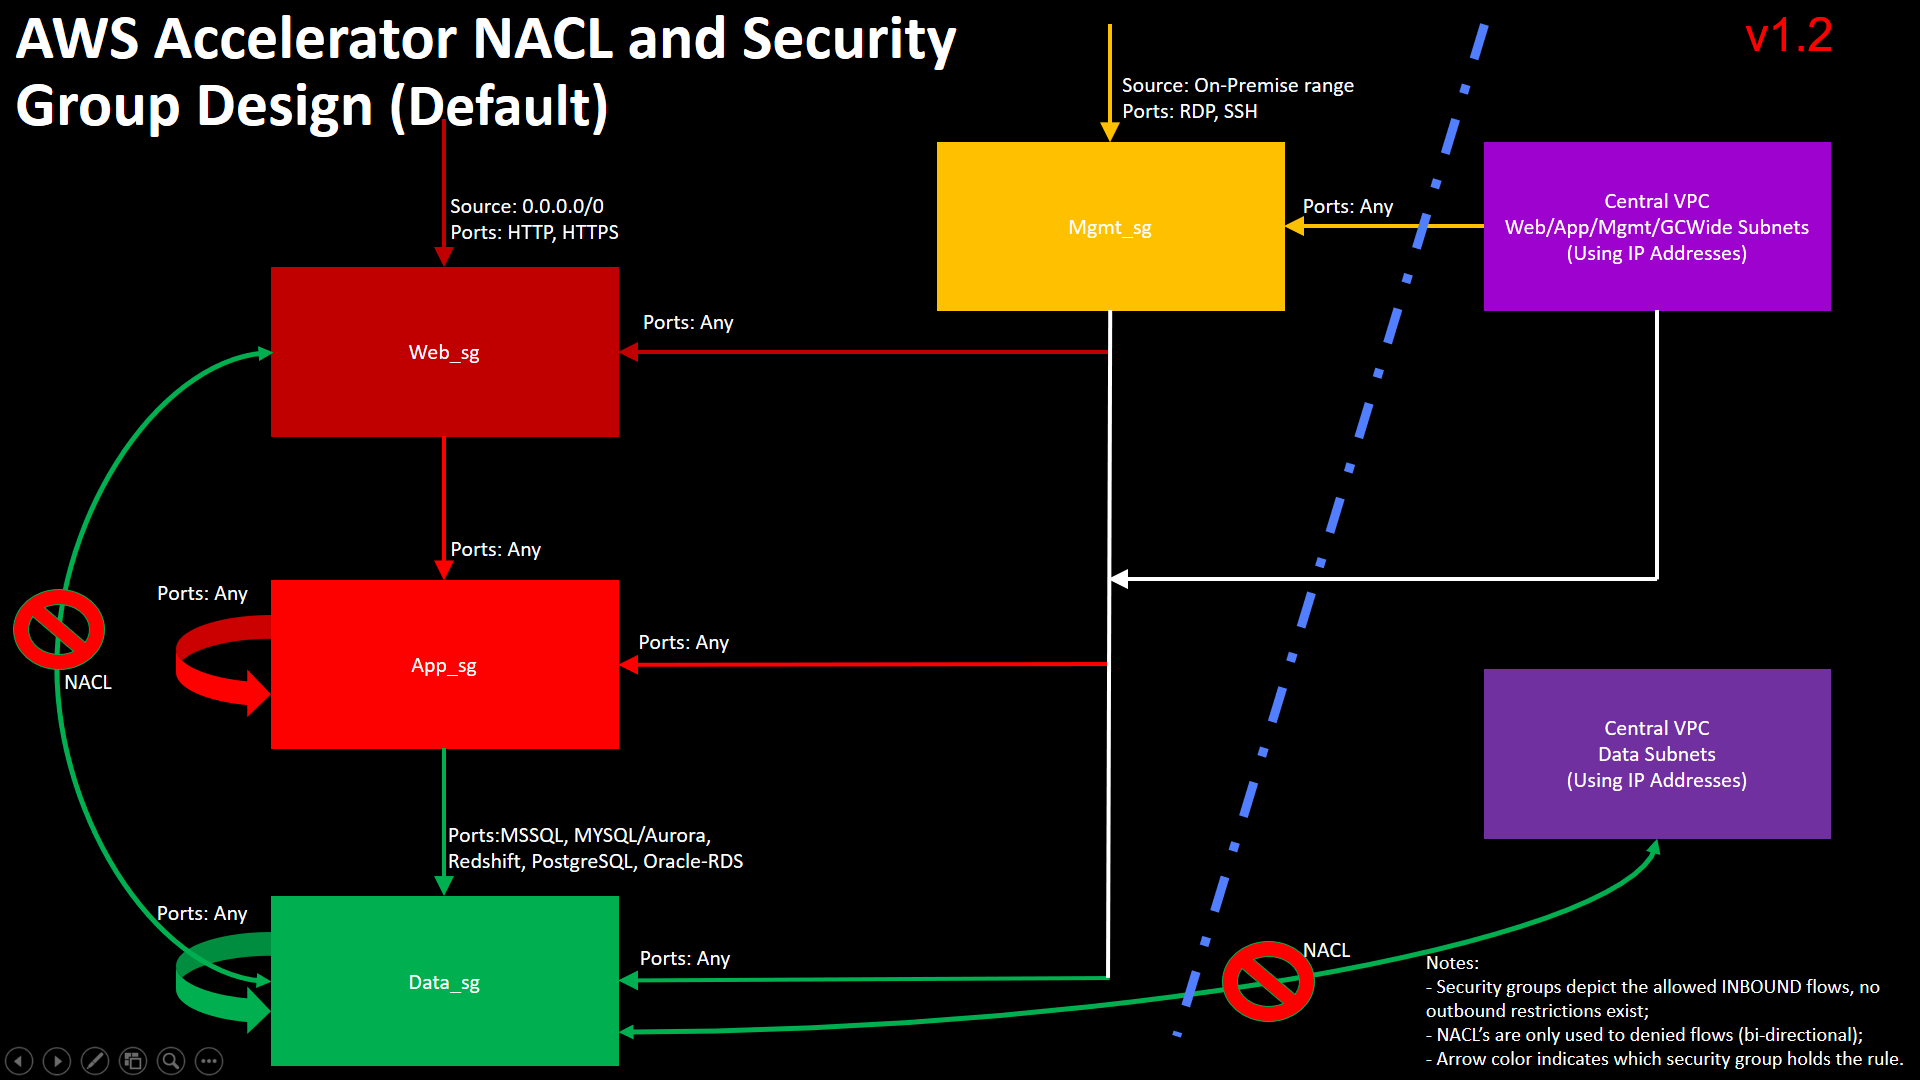 AWS Accelerator NACL and Security
Group Design (Default)
v1.2
Source: On-Premise range
Ports: RDP, SSH
Source: 0.0.0.0/0
Ports: HTTP, HTTPS
Mgmt_sg
Ports: Any
Central VPC
Web/App/Mgmt/GCWide Subnets
(Using IP Addresses)
Web_sg
Ports: Any
Ports: Any
Ports: Any
App_sg
Ports: Any
NACL
Central VPC
Data Subnets
(Using IP Addresses)
Ports:MSSQL, MYSQL/Aurora,
Redshift, PostgreSQL, Oracle-RDS
Ports: Any
Data_sg
Ports: Any
NACL
Notes:
- Security groups depict the allowed INBOUND flows, no
outbound restrictions exist;
- NACL’s are only used to denied flows (bi-directional);
- Arrow color indicates which security group holds the rule.